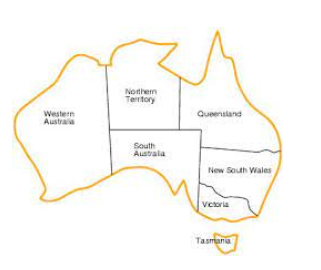 Northern
Territory
Western
Australia
Queensland
South
Australia
New South Wales
Victoria
Tasmania